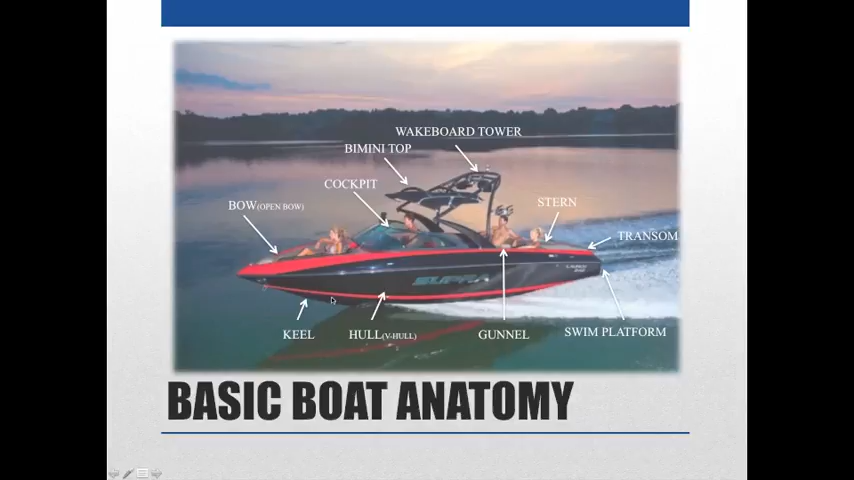 WAKEBOARD TOWER
BIMINI TOP
COCKPIT
BOW(OPEN BOW)
STERN
TRANSOM
SUPRA
KEEL
HULL(V-HULL)
GUNNEL
SWIM PLATFORM
BASIC BOAT ANATOMY